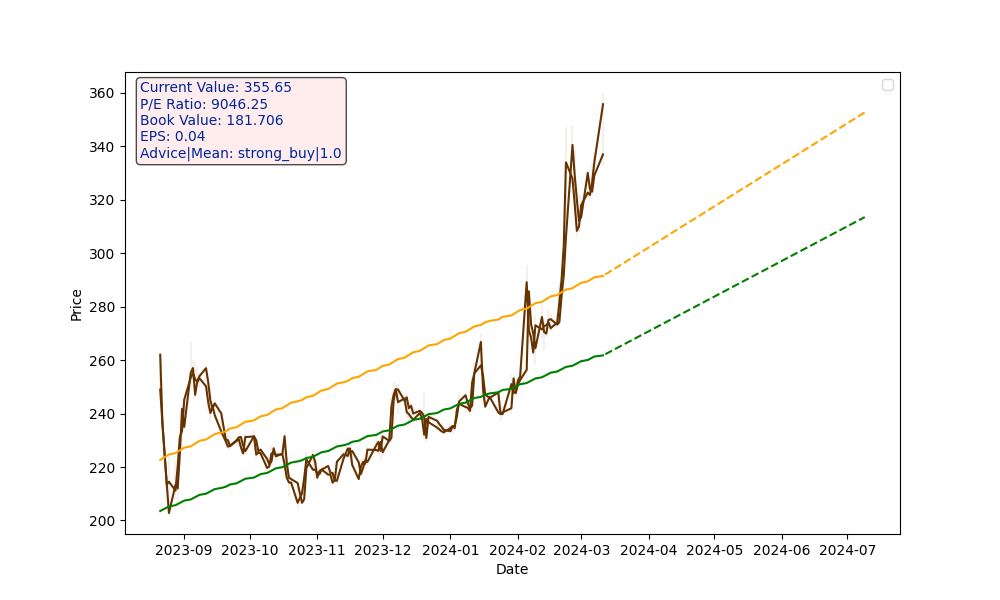 Current Value: 355.65
P/E Ratio: 9046.25
Book Value: 181.706
EPS: 0.04
Advice|Mean: strong_buy|1.0
360
340
320
300
280
260
240
220
200
Price
2023-09 2023-10 2023-11 2023-12 2024-01 2024-02 2024-03 2024-04 2024-05 2024-06 2024-07
Date